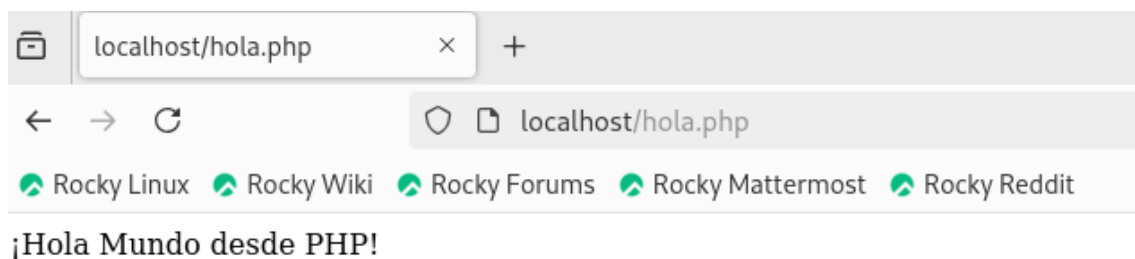 localhost/hola.php
localhost/hola.php
Rocky Linux Rocky Wiki Rocky Forums Rocky Mattermost Rocky Reddit
¡Hola Mundo desde PHP!